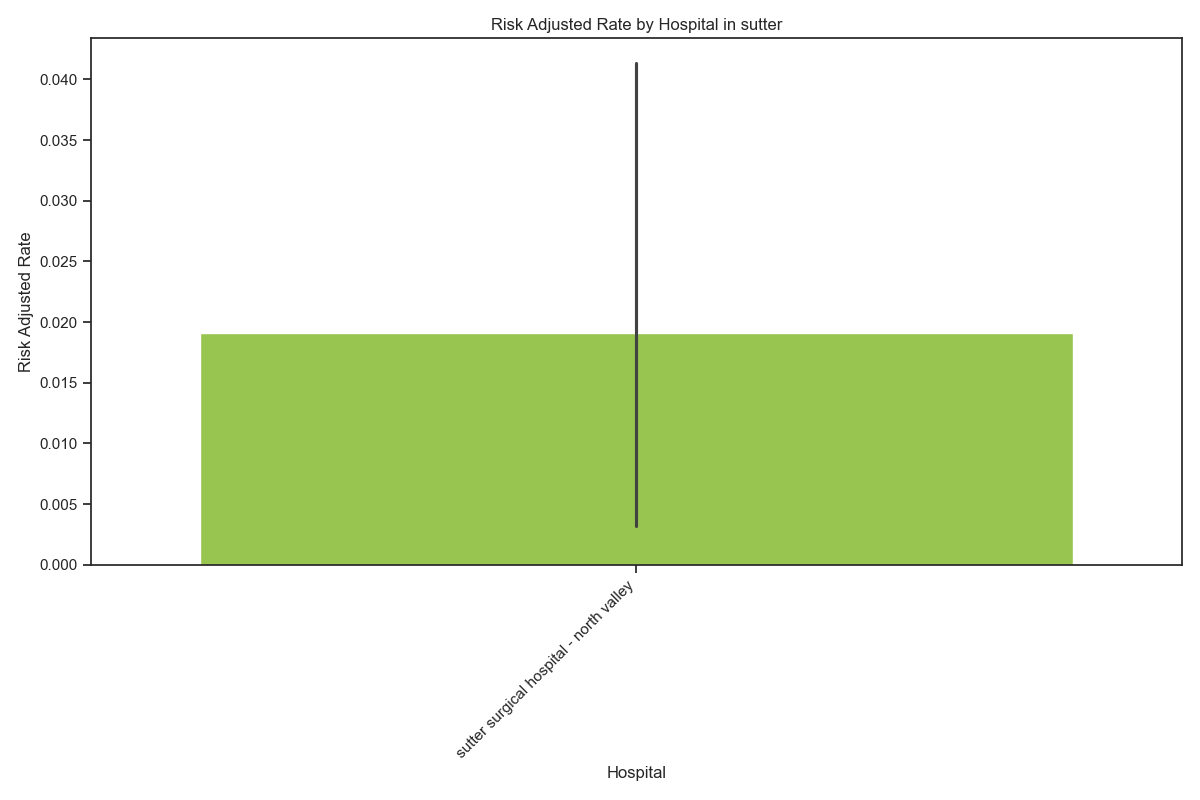 Risk Adjusted Rate by Hospital in sutter
Risk Adjusted Rate
0.040
0.035
0.030
0.025
0.020
0.015
0.010
0.005
0.000
sutter surgical hospital - north valley
Hospital